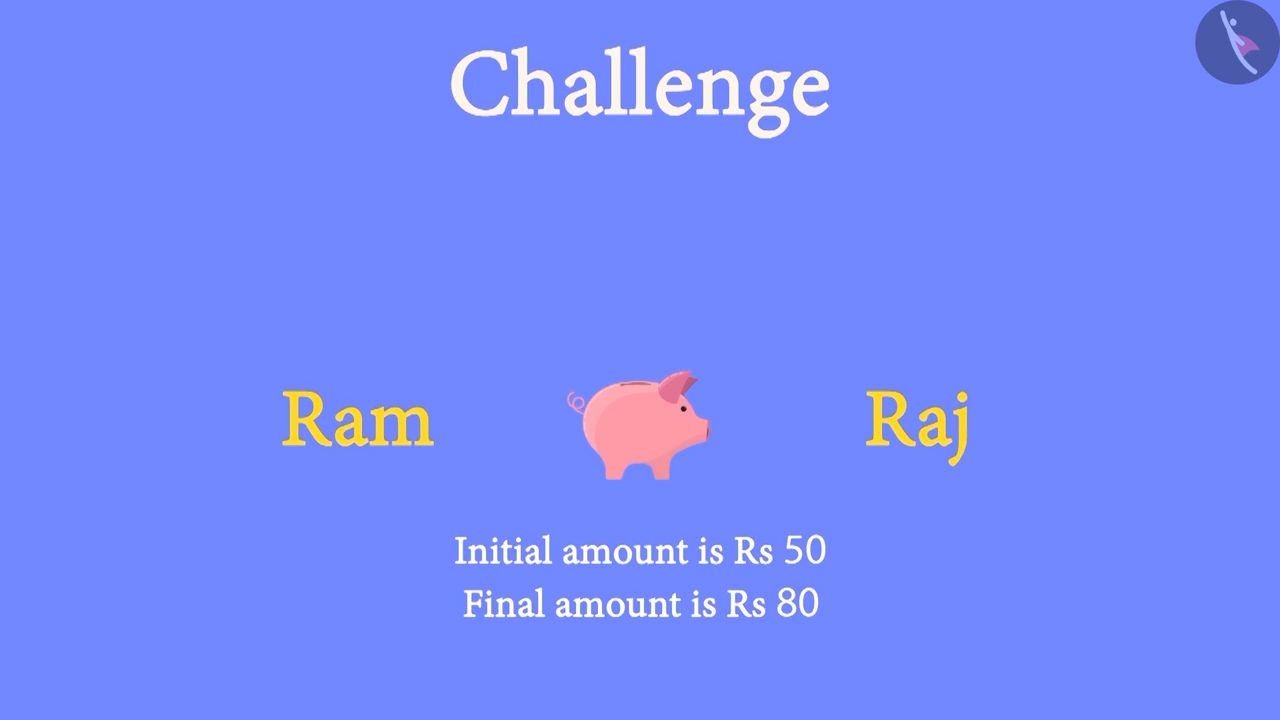 Challenge
Ram Raj
Initial amount is Rs 50
Final amount is Rs 80